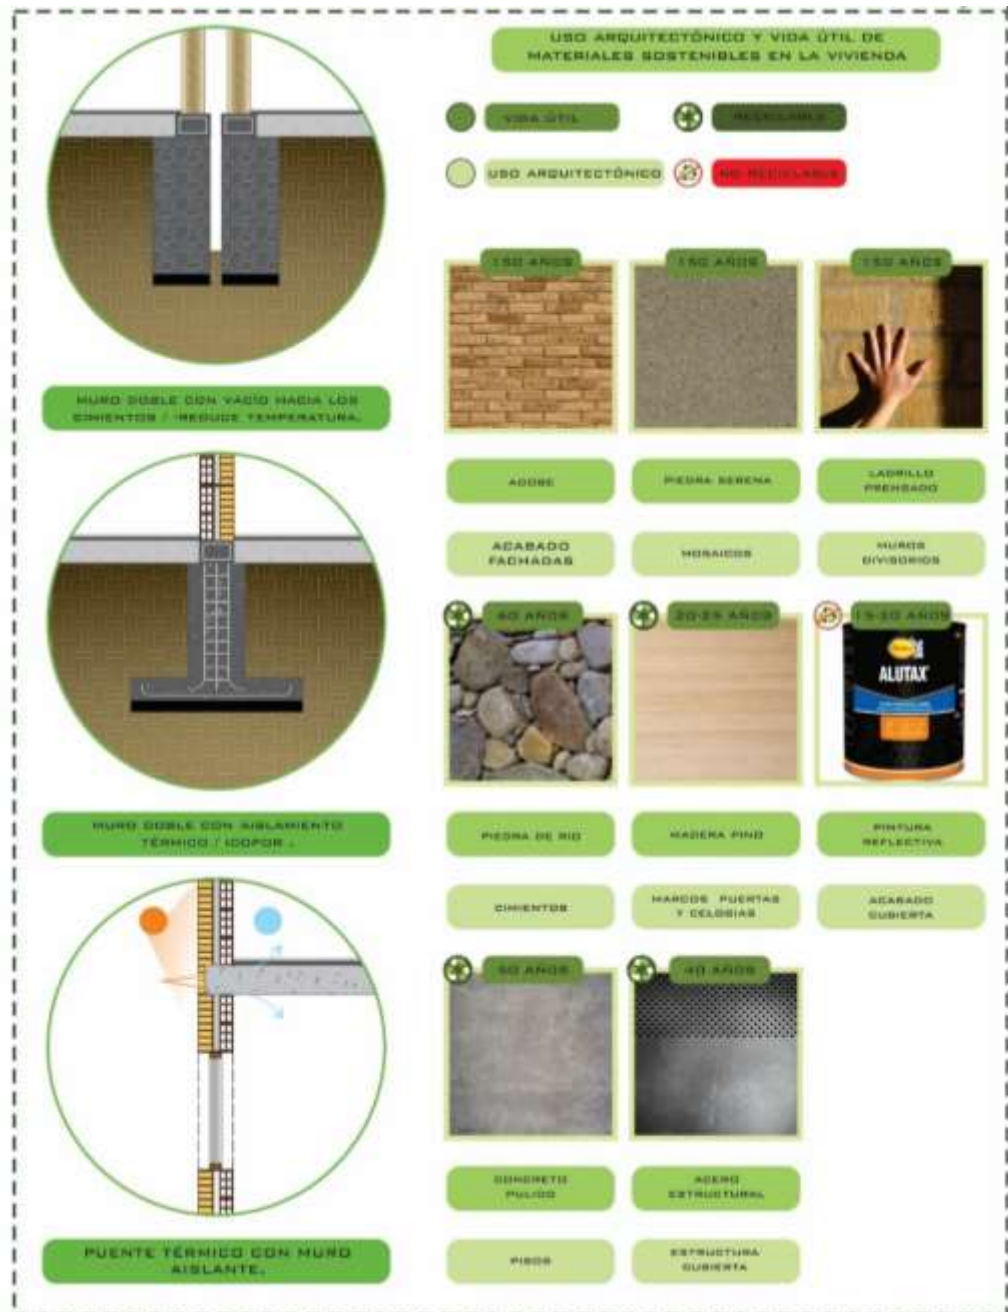 USO ARQUITECTÓNICO Y VIDA ÚTIL DE
MATERIALES SOSTENIBLES EN LA VIVIENDA
VIDA ÚTIL
RECICLABLE
USO ARQUITECTÓNICO
NO RECICLABLE
MURO DOBLE CON VACÍO HACIA LOS
CIMIENTOS / -REDUCE TEMPERATURA.
150 AÑOS
150 AÑOS
150 AÑOS
ADOBE
PIEDRA SERENA
LADRILLO
PRENSADO
ACABADO
FACHADAS
MOSAICOS
MUROS
DIVISORIOS
MURO DOBLE CON AISLAMIENTO
TÉRMICO / ICOPOR .
60 AÑOS
20-25 AÑOS
15-20 AÑOS
ALUTAX
PIEDRA DE RIO
MADERA PINO
PINTURA
REFLECTIVA
CIMIENTOS
MARCOS PUERTAS
Y CELOSIAS
ACABADO
CUBIERTA
PUENTE TÉRMICO CON MURO
AISLANTE.
50 AÑOS
40 AÑOS
CONCRETO
PULIDO
ACERO
ESTRUCTURAL
PISOS
ESTRUCTURA
CUBIERTA